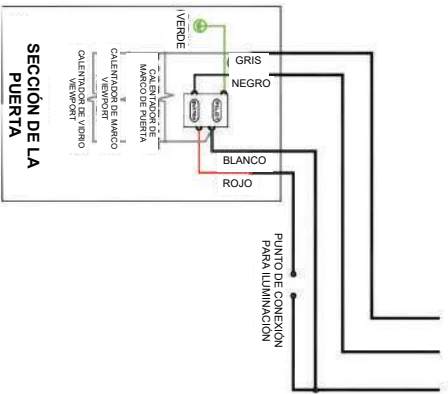 VERDE
GRIS
NEGRO
BLANCO
ROJO
CALENTADOR DE
MARCO DE PUERTA
CALENTADOR DE MARCO
VIEWPORT
CALENTADOR DE VIDRIO
VIEWPORT
SECCIÓN DE LA
PUERTA
PUNTO DE CONEXIÓN
PARA ILUMINACIÓN